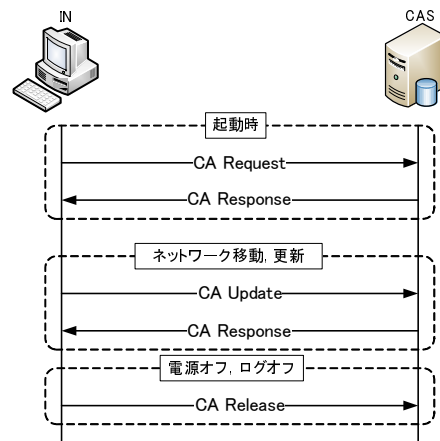 IN
CAS
起動時
CA Request
CA Response
ネットワーク移動, 更新
CA Update
CA Response
電源オフ, ログオフ
CA Release